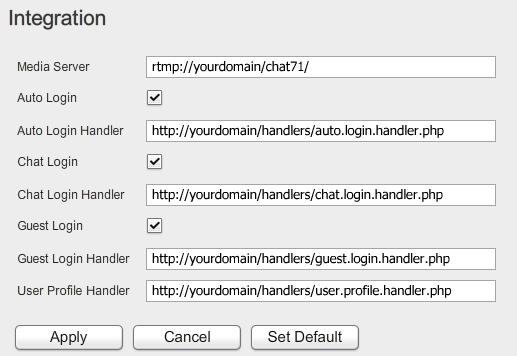 Integration
Media Server rtmp://yourdomain/chat71/
Auto Login
Auto Login Handler http://yourdomain/handlers/auto.login.handler.php
Chat Login
Chat Login Handler http://yourdomain/handlers/chat.login.handler.php
Guest Login
Guest Login Handler http://yourdomain/handlers/guest.login.handler.php
User Profile Handler http://yourdomain/handlers/user.profile.handler.php
Apply Cancel Set Default